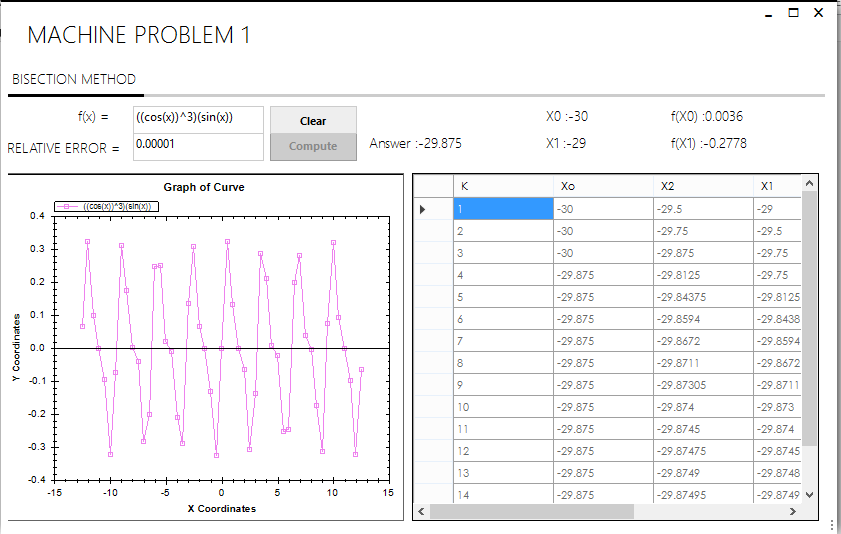 MACHINE PROBLEM 1
BISECTION METHOD
f(x) = ((cos(x))^3)(sin(x)) Clear X0 :-30 f(X0) :0.0036
RELATIVE ERROR = 0.00001 Compute Answer :-29.875 X1 :-29 f(X1) :-0.2778
Graph of Curve
((cos(x))^3)(sin(x))
0.4
0.3
0.2
0.1
0.0
-0.1
-0.2
-0.3
-0.4
Y Coordinates
-15 -10 -5 0 5 10 15
X Coordinates
K Xo X2 X1
1 -30 -29.5 -29
2 -30 -29.75 -29.5
3 -30 -29.875 -29.75
4 -29.875 -29.8125 -29.75
5 -29.875 -29.84375 -29.8125
6 -29.875 -29.8594 -29.8438
7 -29.875 -29.8672 -29.8594
8 -29.875 -29.8711 -29.8672
9 -29.875 -29.87305 -29.8711
10 -29.875 -29.874 -29.873
11 -29.875 -29.8745 -29.874
12 -29.875 -29.87475 -29.8745
13 -29.875 -29.8749 -29.8748
14 -29.875 -29.87495 -29.8749